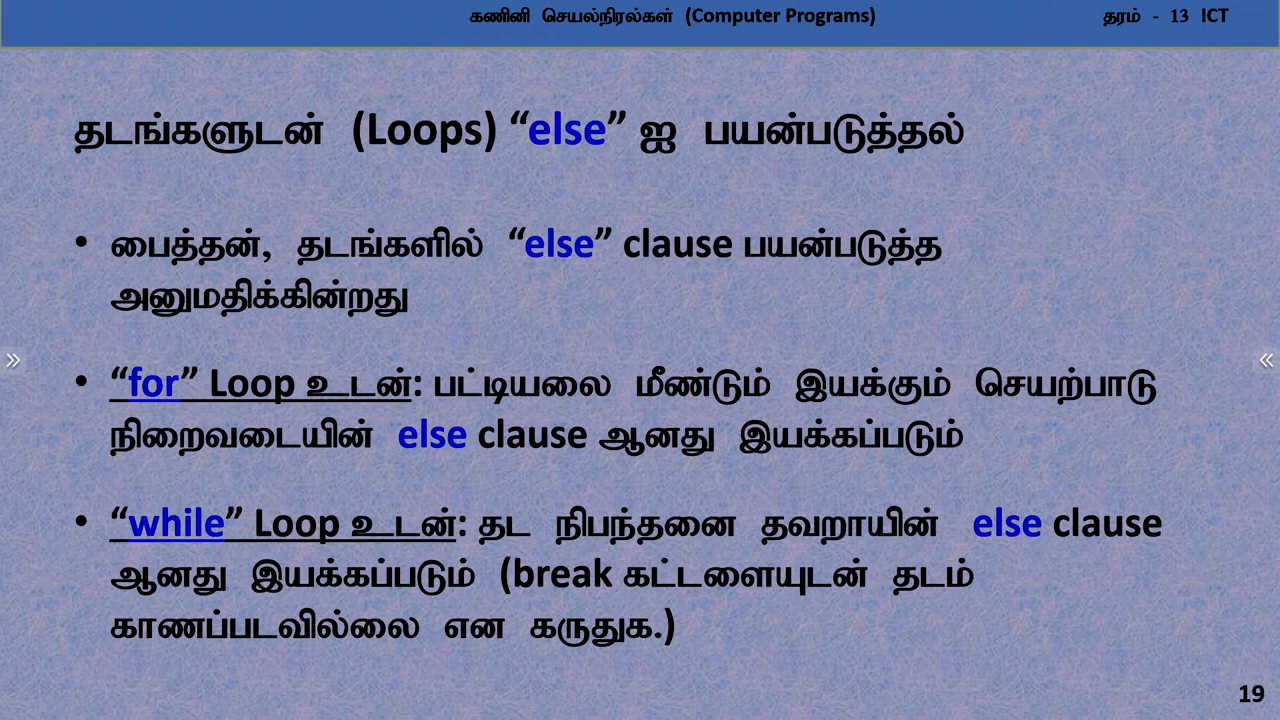 கணினி செயல்நிரல்கள் (Computer Programs) தரம் - 13 ICT
தடங்களுடன் (Loops) “else” ஐ பயன்படுத்தல்
• பைத்தன், தடங்களில் “else” clause பயன்படுத்த
அனுமதிக்கின்றது
• “for” Loop உடன்: பட்டியலை மீண்டும் இயக்கும் செயற்பாடு
நிறைவடையின் else clause ஆனது இயக்கப்படும்
• “while” Loop உடன்: தட நிபந்தனை தவறாயின் else clause
ஆனது இயக்கப்படும் (break கட்டளையுடன் தடம்
காணப்படவில்லை என கருதுக.)
19